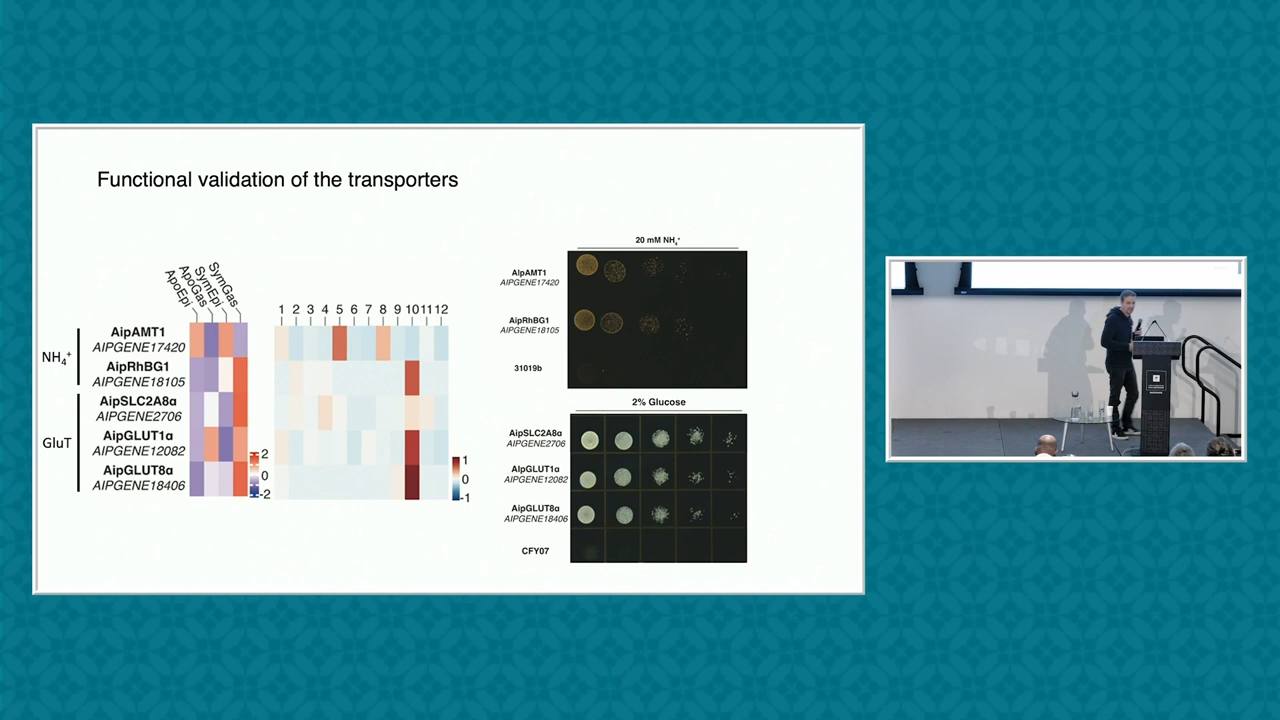 Functional validation of the transporters
ApoEpi
ApoGas
SymEpi
SymGas
NH4+
GluT
AipAMT1
AIPGENE17420
AipRhBG1
AIPGENE18105
AipSLC2A8α
AIPGENE2706
AipGLUT1α
AIPGENE12082
AipGLUT8α
AIPGENE18406
2
0
-2
1 2 3 4 5 6 7 8 9 10 11 12
1
0
-1
20 mM NH4+
AipAMT1
AIPGENE17420
AipRhBG1
AIPGENE18105
31019b
2% Glucose
AipSLC2A8α
AIPGENE2706
AipGLUT1α
AIPGENE12082
AipGLUT8α
AIPGENE18406
CFY07